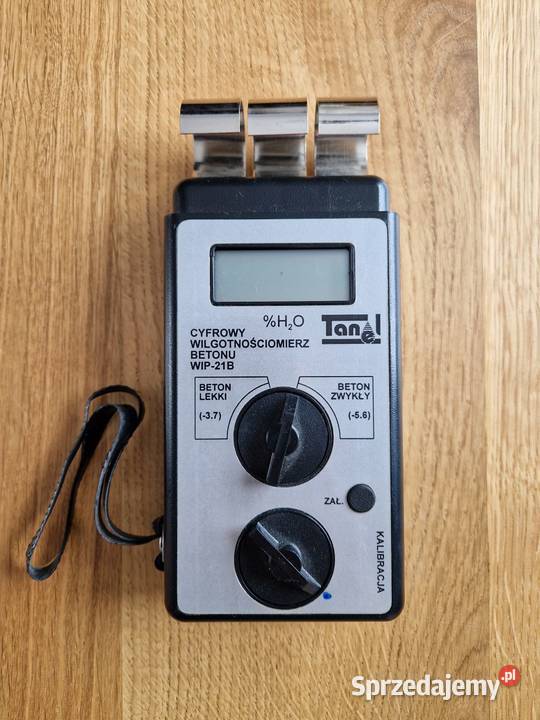 %H₂O
Tanel
CYFROWY
WILGOTNOŚCIOMIERZ
BETONU
WIP-21B
BETON
LEKKI
(-3.7)
BETON
ZWYKŁY
(-5.6)
ZAŁ.
KALIBRACJA
Sprzedajemy.pl